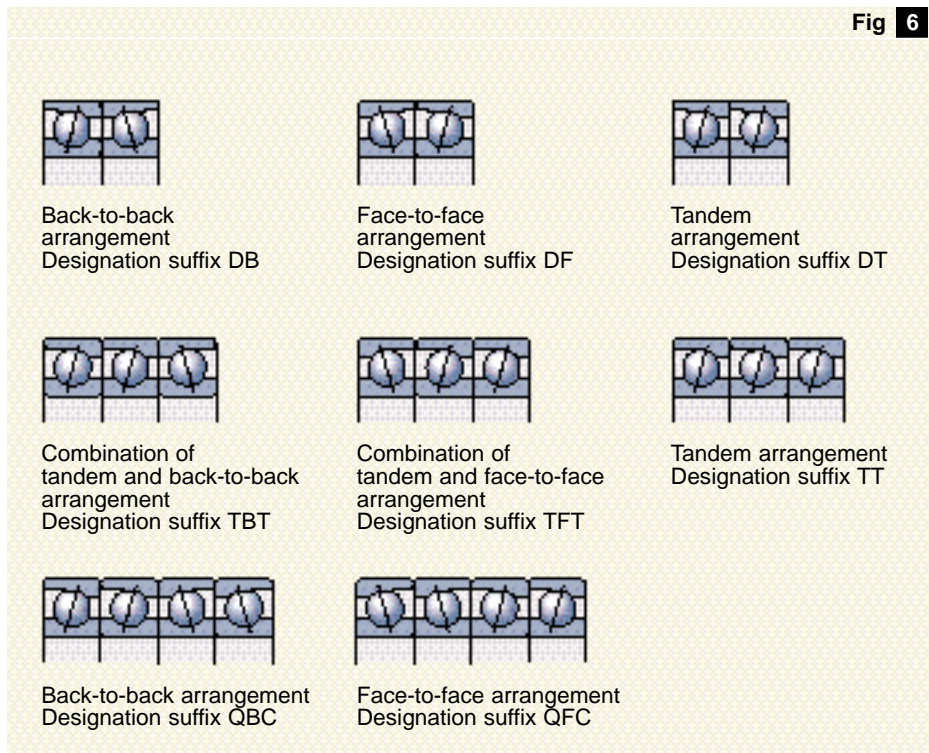 Fig 6
Back-to-back
arrangement
Designation suffix DB
Face-to-face
arrangement
Designation suffix DF
Tandem
arrangement
Designation suffix DT
Combination of
tandem and back-to-back
arrangement
Designation suffix TBT
Combination of
tandem and face-to-face
arrangement
Designation suffix TFT
Tandem arrangement
Designation suffix TT
Back-to-back arrangement
Designation suffix QBC
Face-to-face arrangement
Designation suffix QFC